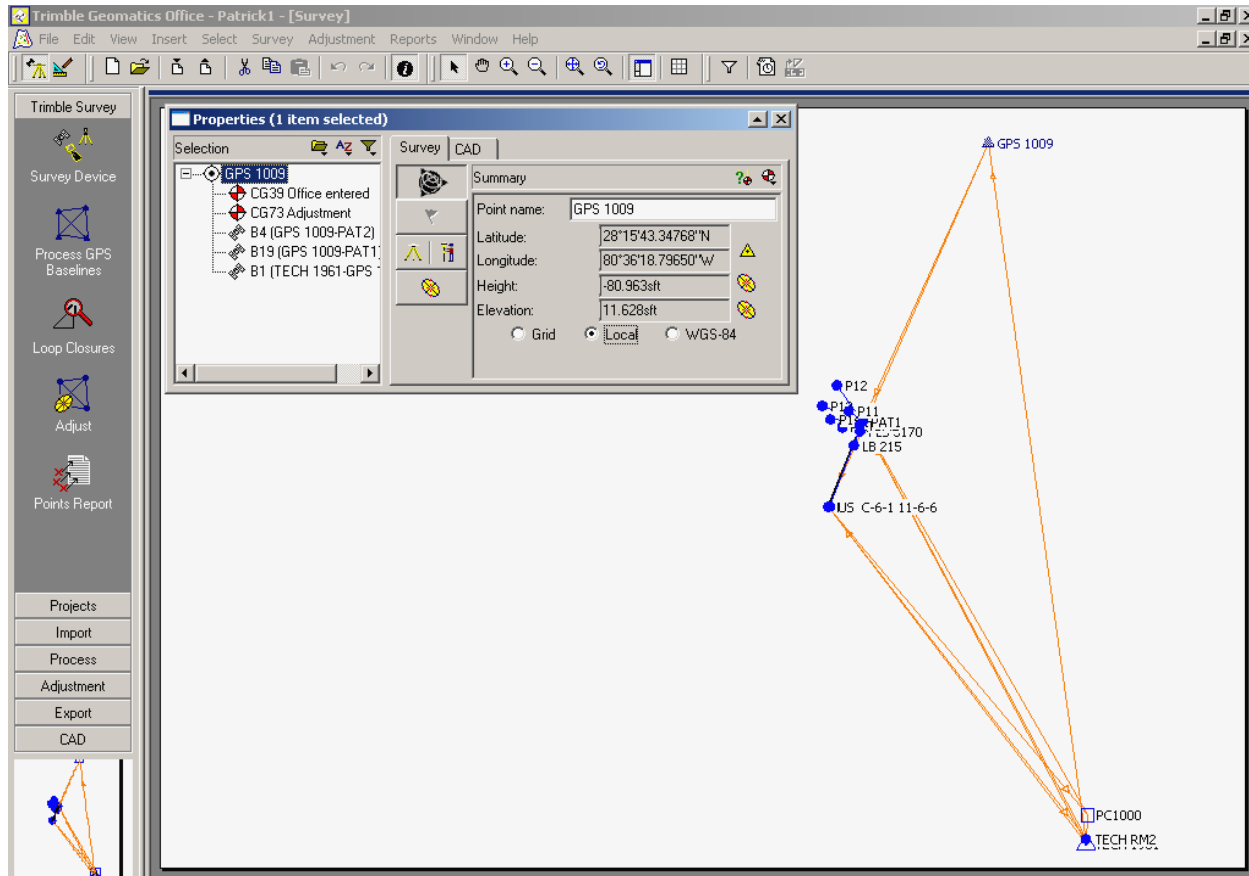 Trimble Geomatics Office - Patrick1 - [Survey]
File Edit View Insert Select Survey Adjustment Reports Window Help
Trimble Survey
Survey Device
Process GPS
Baselines
Loop Closures
Adjust
Points Report
Projects
Import
Process
Adjustment
Export
CAD
Properties (1 item selected)
Selection
GPS 1009
CG39 Office entered
CG73 Adjustment
B4 (GPS 1009-PAT2)
B19 (GPS 1009-PAT1)
B1 (TECH 1961-GPS
Survey CAD
Summary
Point name: GPS 1009
Latitude: 28°15'43.34768"N
Longitude: 80°36'18.79650"W
Height: -80.963sft
Elevation: 11.628sft
Grid Local WGS-84
GPS 1009
P12
P11
PAT1
LB 215
C-6-1 11-6-6
PC1000
TECH RM2